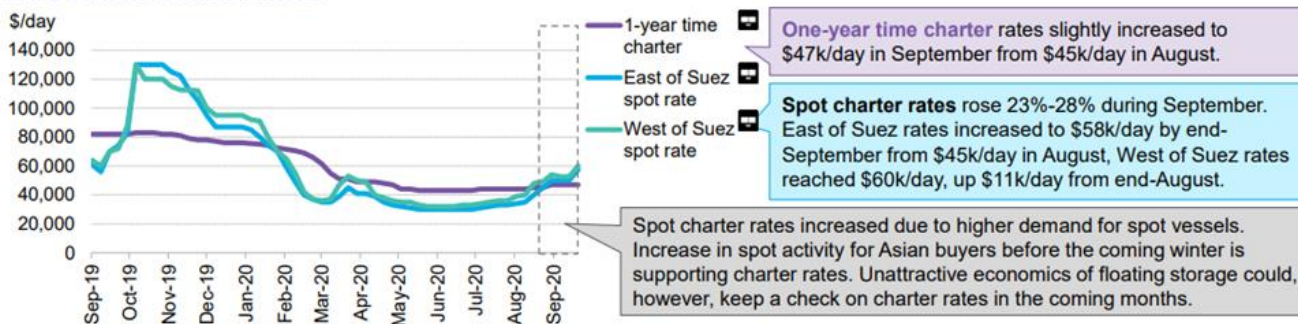 $/day
140,000
120,000
100,000
80,000
60,000
40,000
20,000
0
Sep-19
Oct-19
Nov-19
Dec-19
Jan-20
Feb-20
Mar-20
Apr-20
May-20
Jun-20
Jul-20
Aug-20
Sep-20
1-year time
charter
East of Suez
spot rate
West of Suez
spot rate
One-year time charter rates slightly increased to
$47k/day in September from $45k/day in August.
Spot charter rates rose 23%-28% during September.
East of Suez rates increased to $58k/day by end-
September from $45k/day in August, West of Suez rates
reached $60k/day, up $11k/day from end-August.
Spot charter rates increased due to higher demand for spot vessels.
Increase in spot activity for Asian buyers before the coming winter is
supporting charter rates. Unattractive economics of floating storage could,
however, keep a check on charter rates in the coming months.